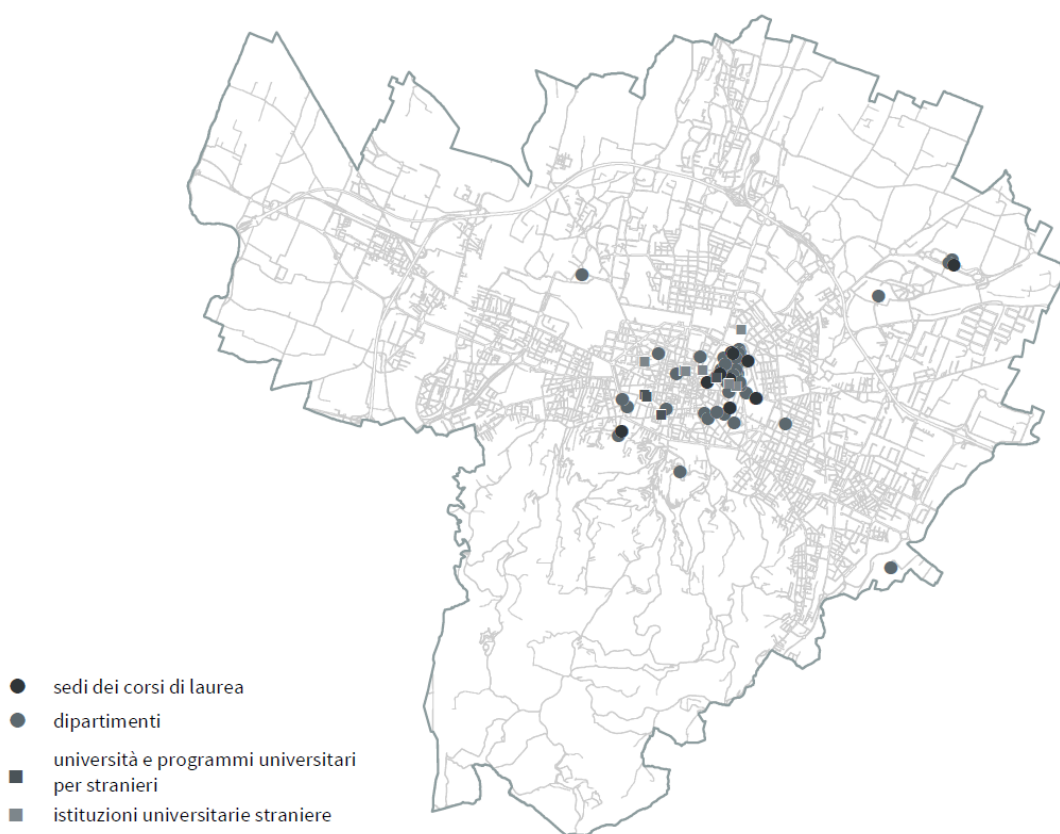 sedi dei corsi di laurea
dipartimenti
università e programmi universitari
per stranieri
istituzioni universitarie straniere